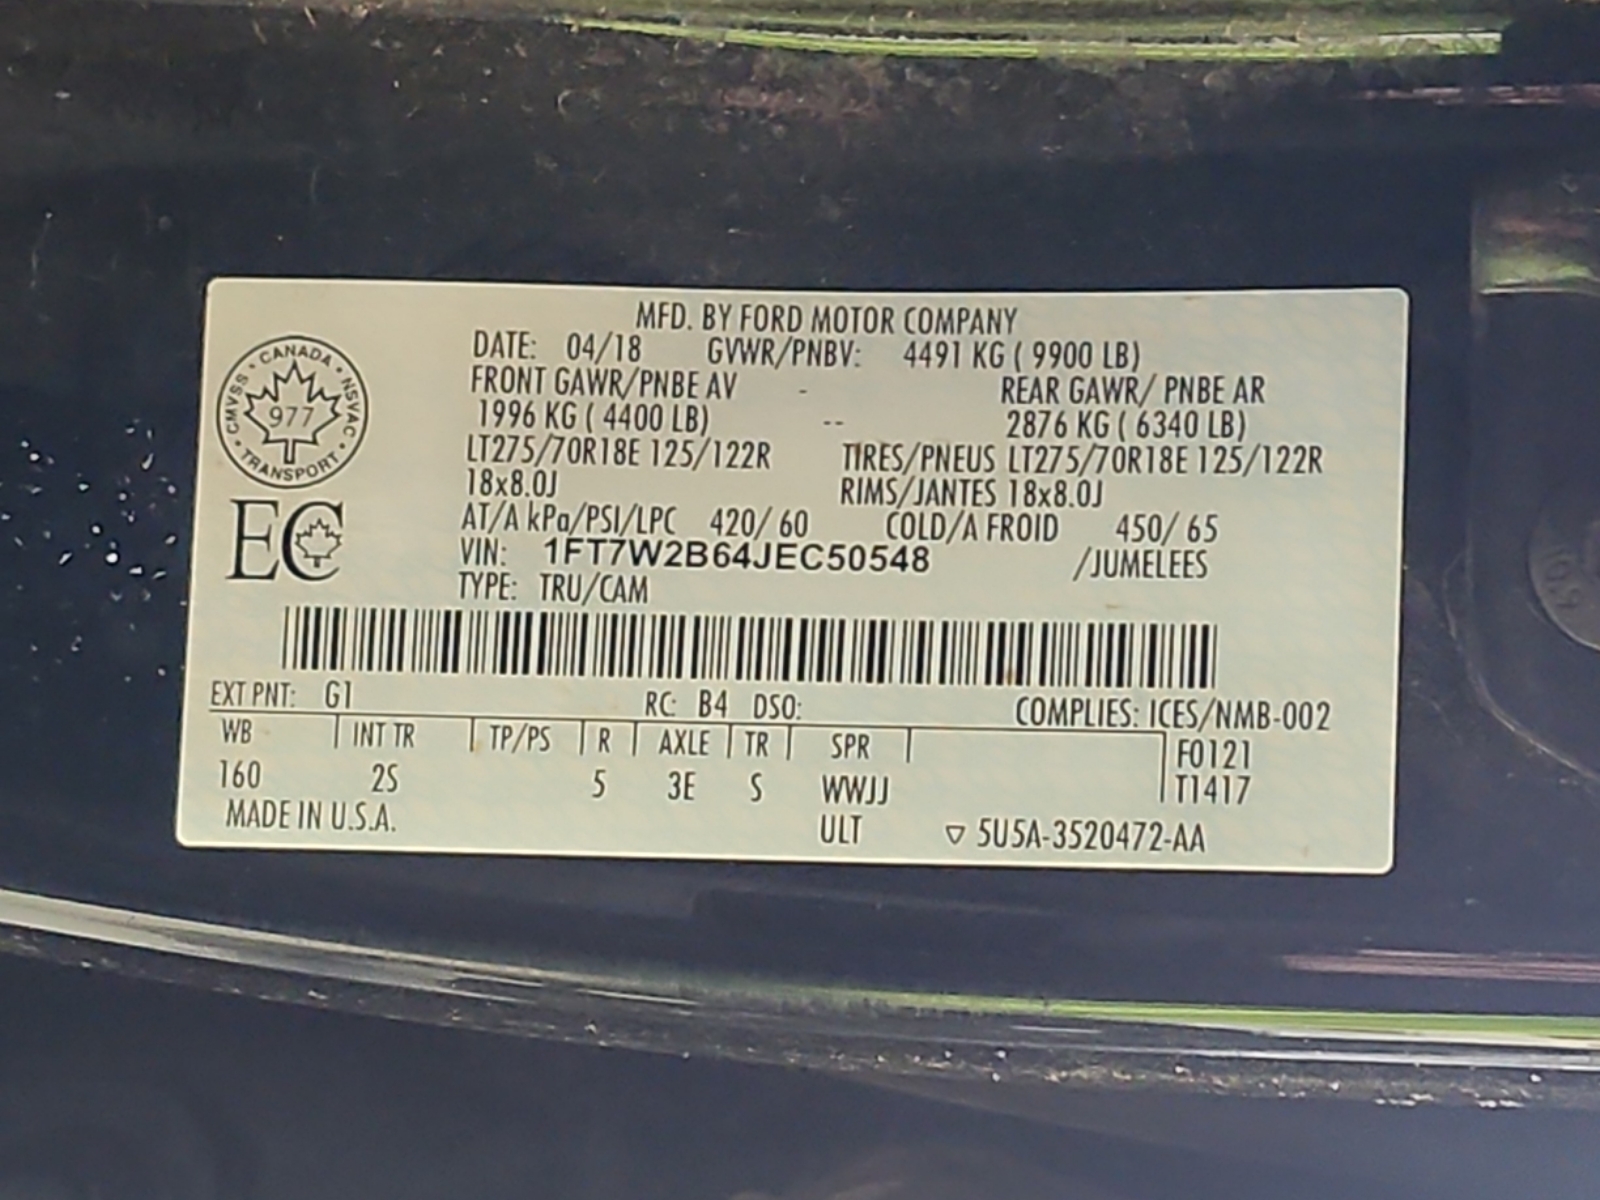 MFD. BY FORD MOTOR COMPANY
DATE: 04/18 GVWR/PNBV: 4491 KG ( 9900 LB)
FRONT GAWR/PNBE AV - REAR GAWR/ PNBE AR
1996 KG ( 4400 LB) -- 2876 KG ( 6340 LB)
LT275/70R18E 125/122R TIRES/PNEUS LT275/70R18E 125/122R
18x8.0J RIMS/JANTES 18x8.0J
AT/A kPa/PSI/LPC 420/ 60 COLD/A FROID 450/ 65
VIN: 1FT7W2B64JEC50548 /JUMELEES
TYPE: TRU/CAM
CANADA · NSVAC · TRANSPORT · CMVSS ·
977
EC
EXT PNT: G1 RC: B4 DSO: COMPLIES: ICES/NMB-002
WB INT TR TP/PS R AXLE TR SPR F0121
160 2S 5 3E S WWJJ T1417
MADE IN U.S.A. ULT ▽ 5U5A-3520472-AA